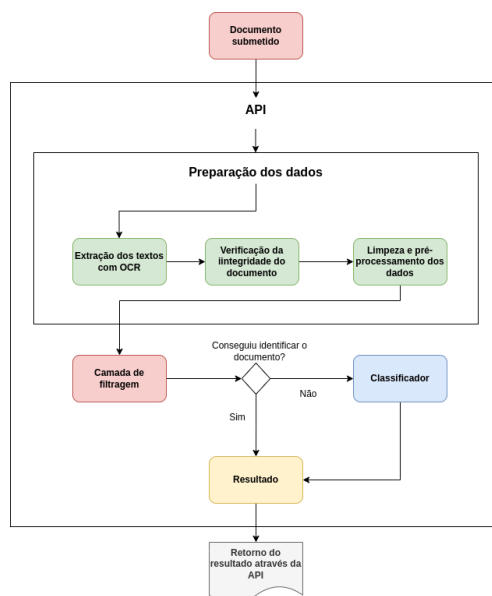 Documento
submetido
API
Preparação dos dados
Extração dos textos
com OCR
Verificação da
iintegridade do
documento
Limpeza e pré-
processamento dos
dados
Conseguiu identificar o
documento?
Camada de
filtragem
Classificador
Não
Sim
Resultado
Retorno do
resultado através da
API